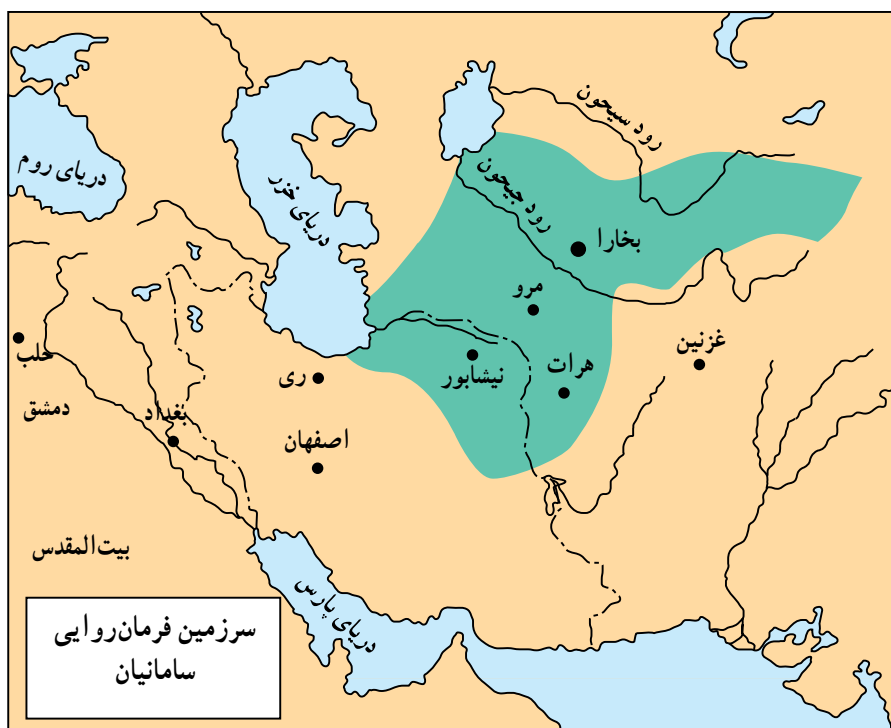 رود سیحون
دریای روم
دریای خزر
رود جیحون
بخارا
مرو
حلب
ری
نیشابور
هرات
غزنین
دمشق
بغداد
اصفهان
بیت‌المقدس
دریای پارس
سرزمین فرمان‌روایی
سامانیان